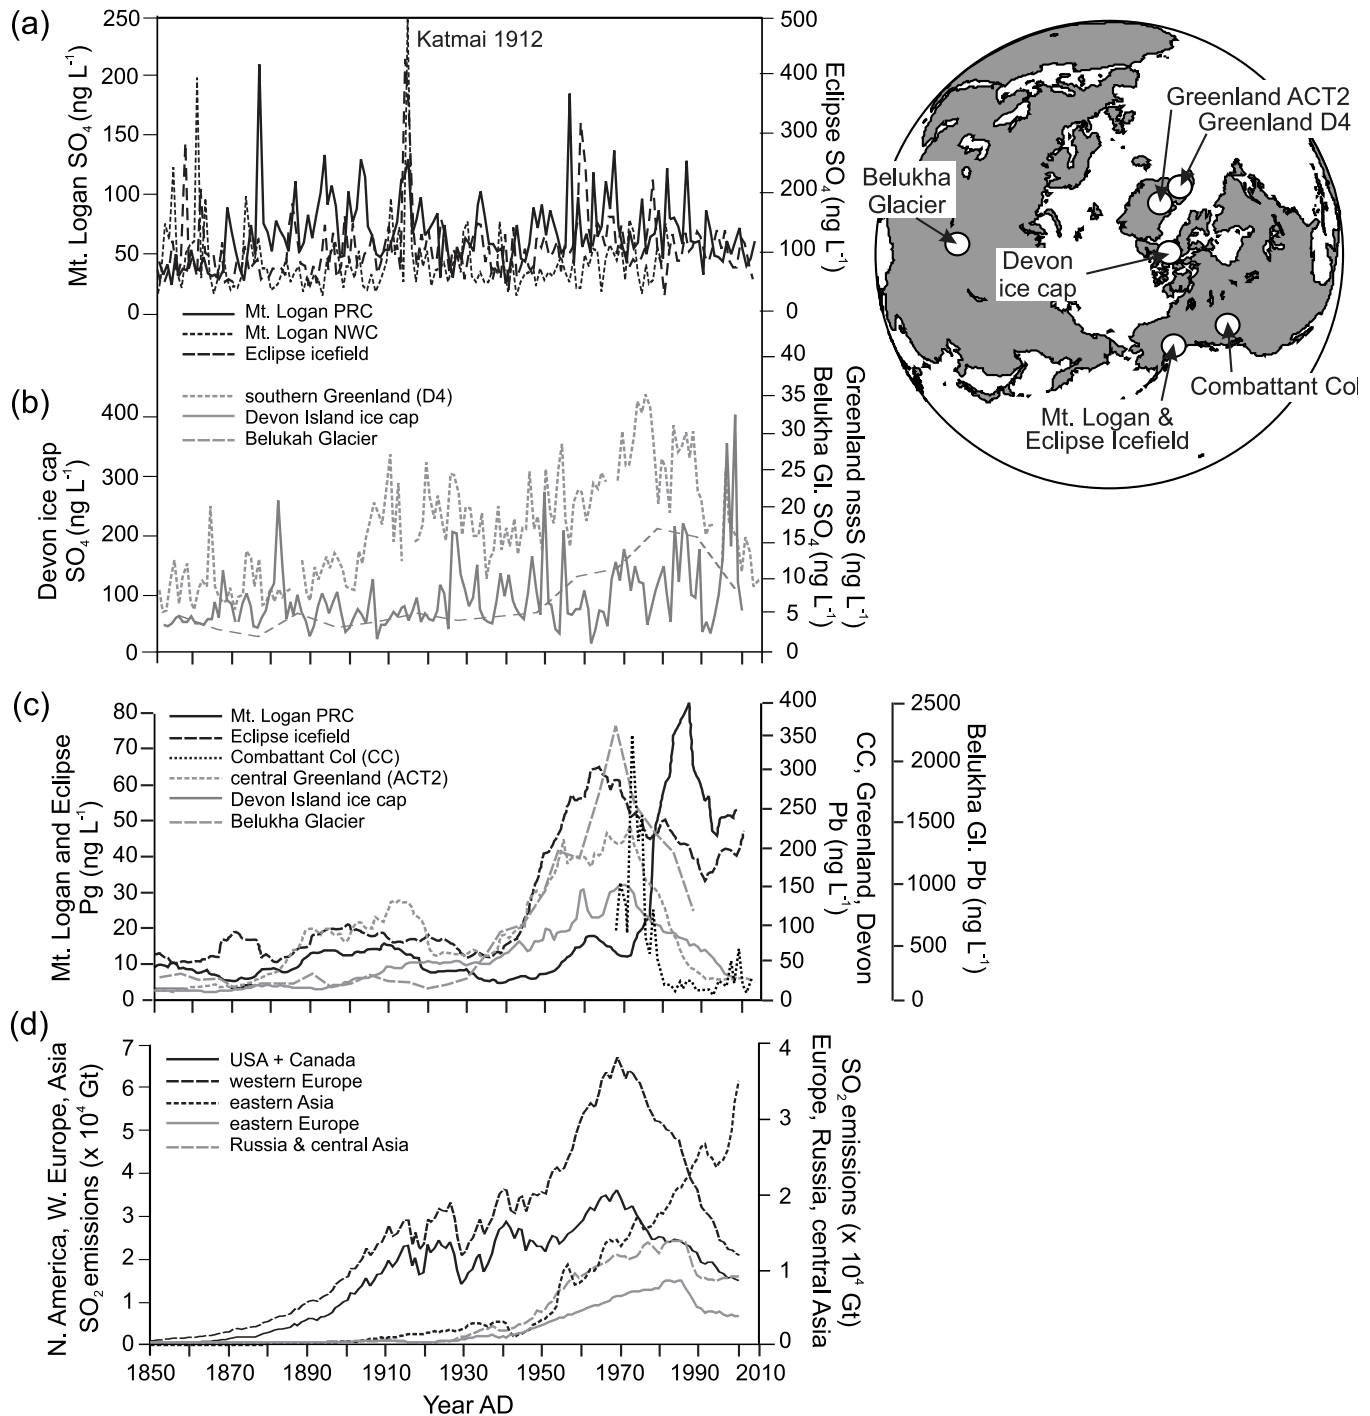 (a)
250
200
150
100
50
0
Mt. Logan SO4 (ng L-1)
Katmai 1912
500
400
300
200
100
0
Eclipse SO4 (ng L-1)
Mt. Logan PRC
Mt. Logan NWC
Eclipse icefield
Greenland ACT2
Greenland D4
Belukha
Glacier
Devon
ice cap
Combattant Col
Mt. Logan &
Eclipse Icefield
(b)
400
300
200
100
0
Devon ice cap
SO4 (ng L-1)
southern Greenland (D4)
Devon Island ice cap
Belukah Glacier
40
35
30
25
20
15
10
5
0
Belukha Gl. SO4 (ng L-1)
Greenland nssS (ng L-1)
(c)
80
70
60
50
40
30
20
10
0
Mt. Logan and Eclipse
Pg (ng L-1)
Mt. Logan PRC
Eclipse icefield
Combattant Col (CC)
central Greenland (ACT2)
Devon Island ice cap
Belukha Glacier
400
350
300
250
200
150
100
50
0
CC, Greenland, Devon
Pb (ng L-1)
2500
2000
1500
1000
500
0
Belukha Gl. Pb (ng L-1)
(d)
7
6
5
4
3
2
1
0
N. America, W. Europe, Asia
SO2 emissions (x 10^4 Gt)
USA + Canada
western Europe
eastern Asia
eastern Europe
Russia & central Asia
4
3
2
1
0
SO2 emissions (x 10^4 Gt)
Europe, Russia, central Asia
1850 1870 1890 1910 1930 1950 1970 1990 2010
Year AD